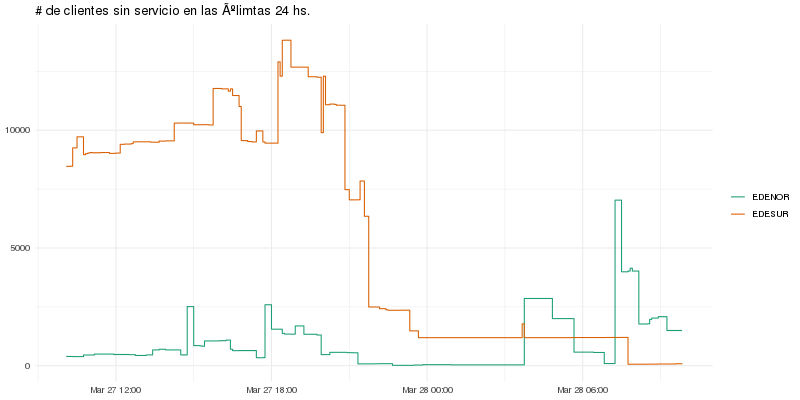 # de clientes sin servicio en las Ãºlimtas 24 hs.
10000
5000
0
Mar 27 12:00
Mar 27 18:00
Mar 28 00:00
Mar 28 06:00
EDENOR
EDESUR